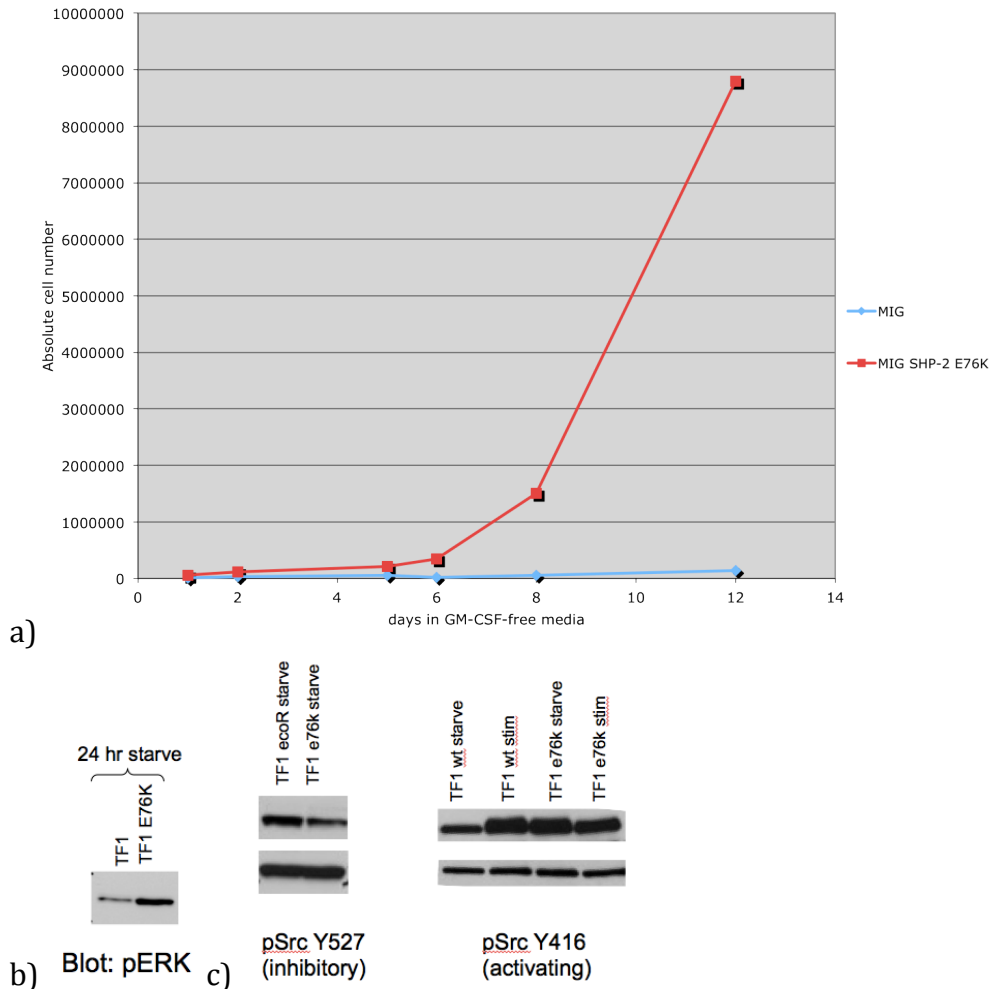 10000000
9000000
8000000
7000000
6000000
5000000
4000000
3000000
2000000
1000000
0
Absolute cell number
0 2 4 6 8 10 12 14
days in GM-CSF-free media
MIG
MIG SHP-2 E76K
a)
24 hr starve
TF1
TF1 E76K
Blot: pERK
b)
TF1 ecoR starve
TF1 e76k starve
pSrc Y527
(inhibitory)
c)
TF1 wt starve
TF1 wt stim
TF1 e76k starve
TF1 e76k stim
pSrc Y416
(activating)